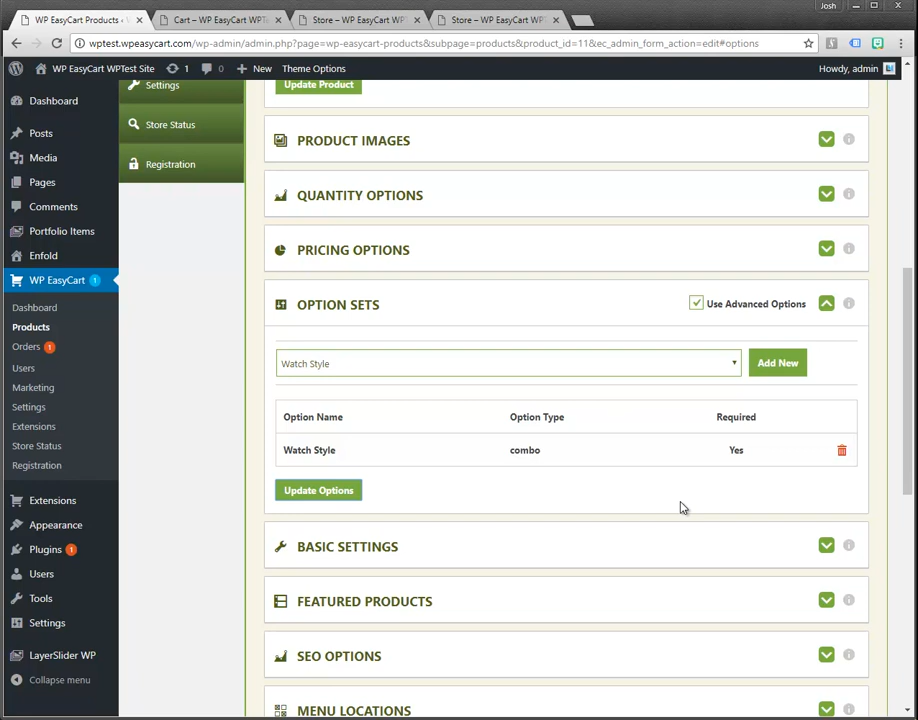 Josh
WP EasyCart Products ‹ W
Cart – WP EasyCart WPTe
Store – WP EasyCart WPT
Store – WP EasyCart WPT
wptest.wpeasycart.com/wp-admin/admin.php?page=wp-easycart-products&subpage=products&product_id=11&ec_admin_form_action=edit#options
WP EasyCart WPTest Site
1
0
New
Theme Options
Howdy, admin
Dashboard
Posts
Media
Pages
Comments
Portfolio Items
Enfold
WP EasyCart 1
Dashboard
Products
Orders 1
Users
Marketing
Settings
Extensions
Store Status
Registration
Extensions
Appearance
Plugins 1
Users
Tools
Settings
LayerSlider WP
Collapse menu
Settings
Store Status
Registration
Update Product
PRODUCT IMAGES
QUANTITY OPTIONS
PRICING OPTIONS
OPTION SETS
Use Advanced Options
Watch Style
Add New
Option Name Option Type Required
Watch Style combo Yes
Update Options
BASIC SETTINGS
FEATURED PRODUCTS
SEO OPTIONS
MENU LOCATIONS